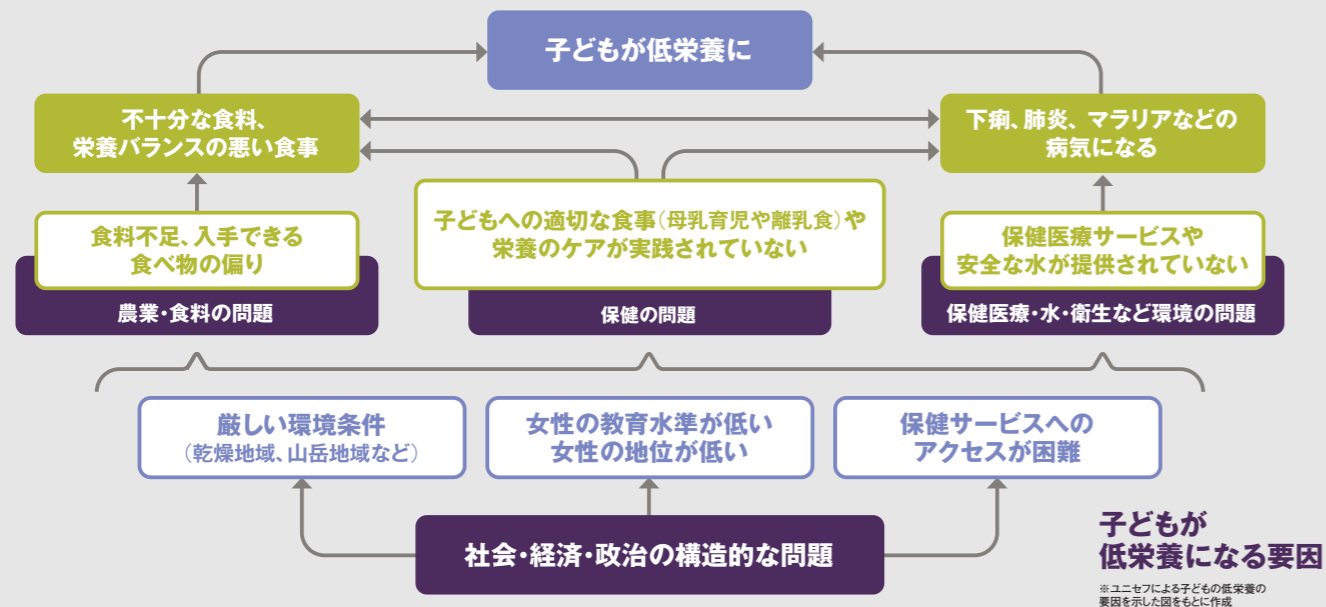 子どもが低栄養に
不十分な食料、
栄養バランスの悪い食事
下痢、肺炎、マラリアなどの
病気になる
食料不足、入手できる
食べ物の偏り
農業・食料の問題
子どもへの適切な食事（母乳育児や離乳食）や
栄養のケアが実践されていない
保健の問題
保健医療サービスや
安全な水が提供されていない
保健医療・水・衛生など環境の問題
厳しい環境条件
（乾燥地域、山岳地域など）
女性の教育水準が低い
女性の地位が低い
保健サービスへの
アクセスが困難
社会・経済・政治の構造的な問題
子どもが
低栄養になる要因
※ユニセフによる子どもの低栄養の
要因を示した図をもとに作成